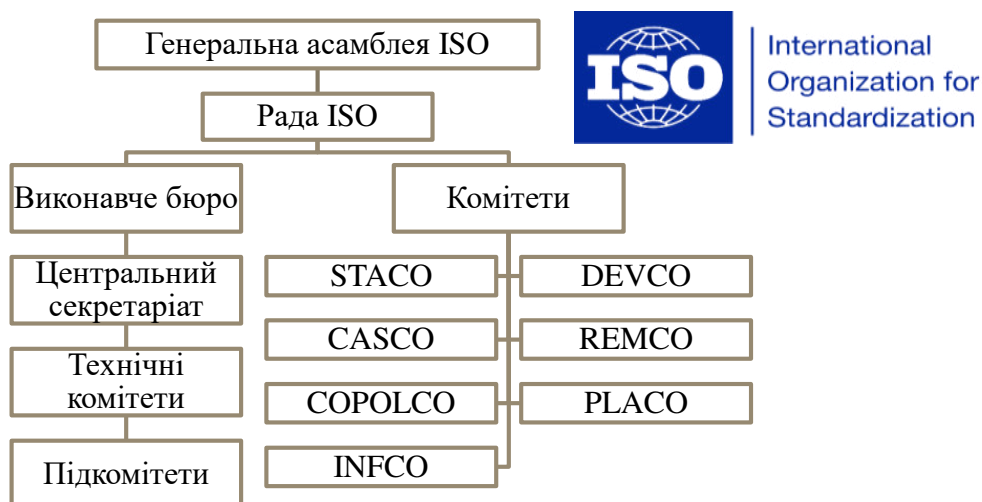 Генеральна асамблея ISO
ISO
International
Organization for
Standardization
Рада ISO
Виконавче бюро
Комітети
Центральний
секретаріат
STACO
DEVCO
CASCO
REMCO
Технічні
комітети
COPOLCO
PLACO
Підкомітети
INFCO